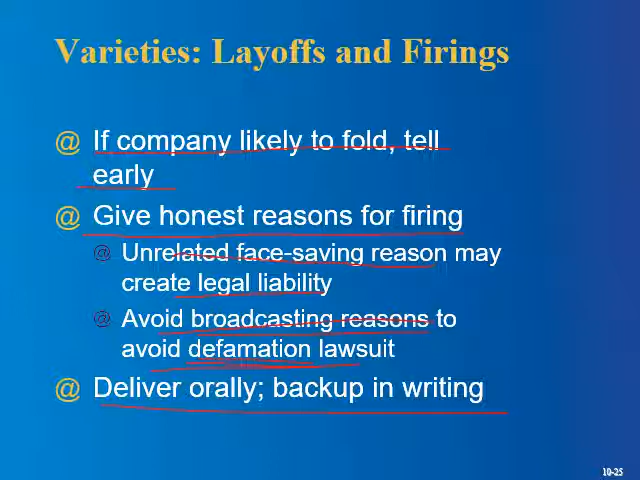 Varieties: Layoffs and Firings
@ If company likely to fold, tell
early
@ Give honest reasons for firing
@ Unrelated face-saving reason may
create legal liability
@ Avoid broadcasting reasons to
avoid defamation lawsuit
@ Deliver orally; backup in writing
10-25